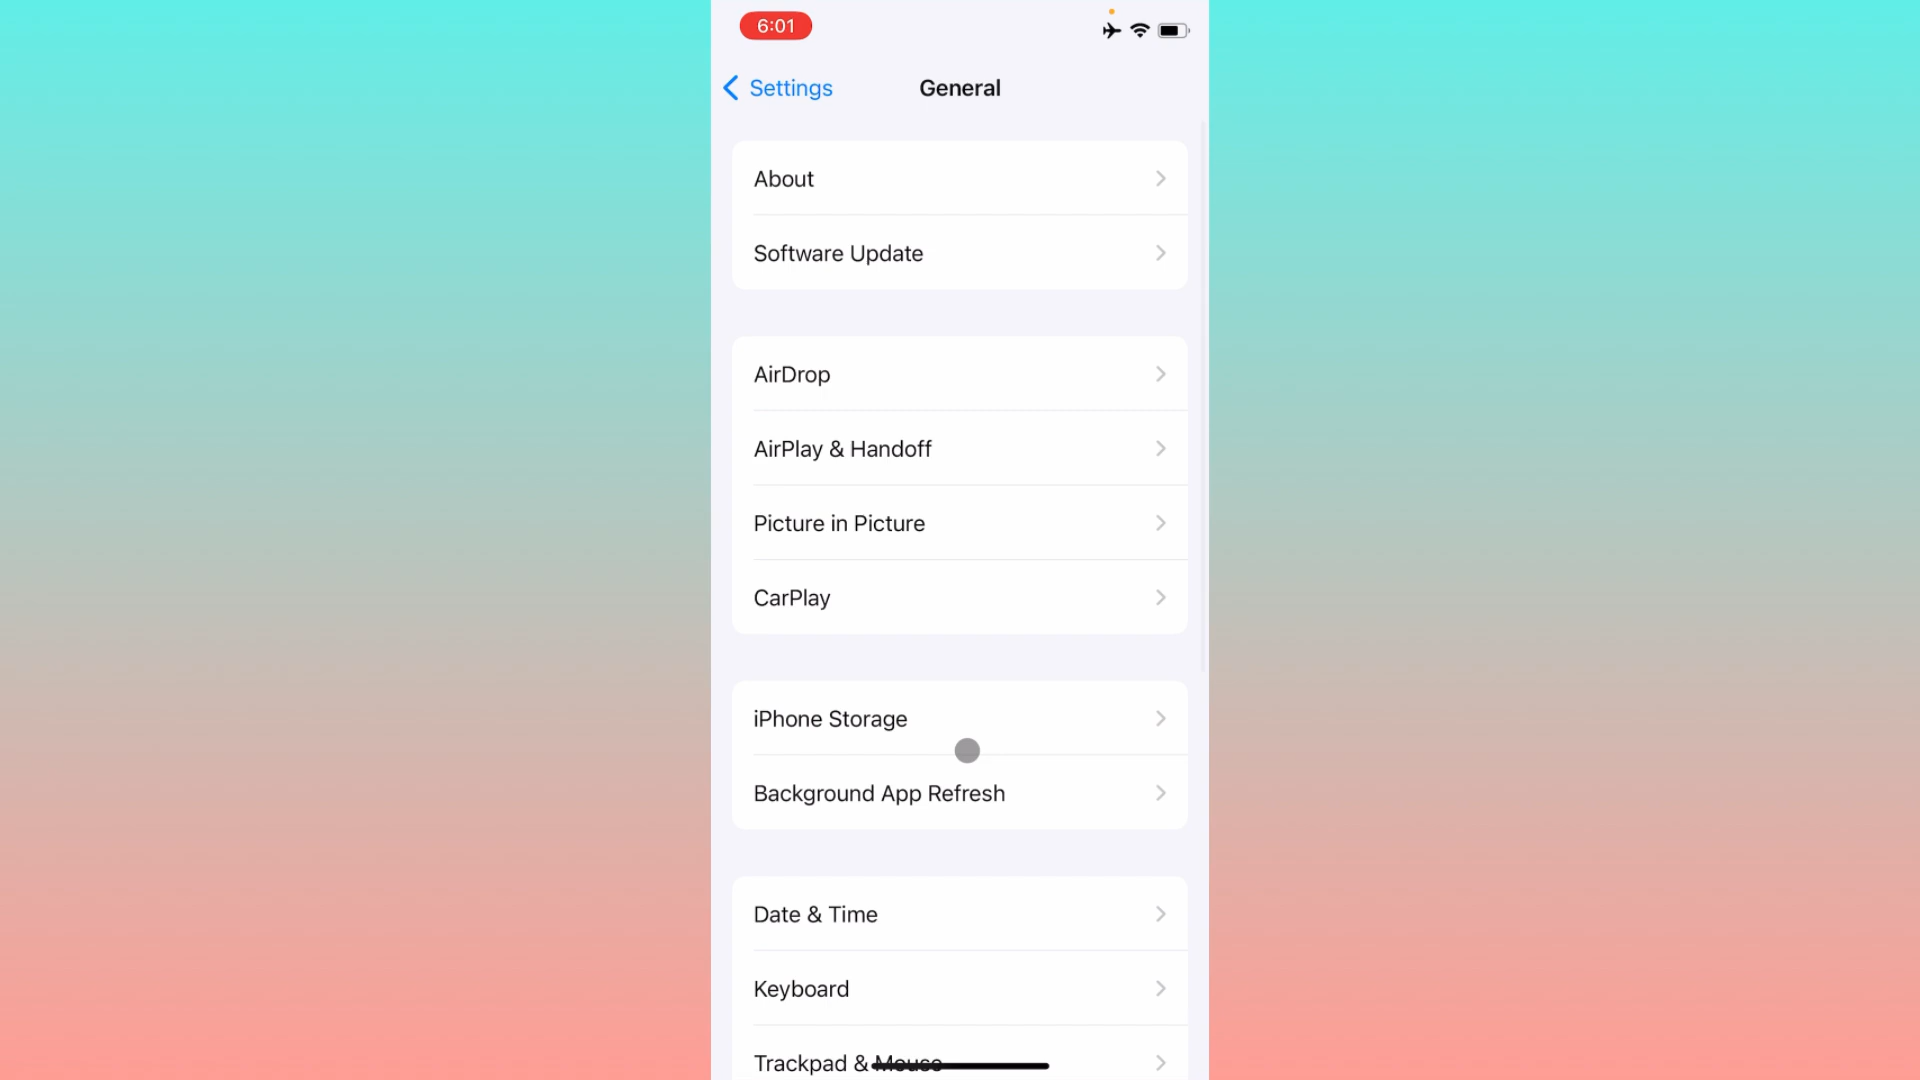 6:01
Settings
General
About
Software Update
AirDrop
AirPlay & Handoff
Picture in Picture
CarPlay
iPhone Storage
Background App Refresh
Date & Time
Keyboard
Trackpad & Mouse